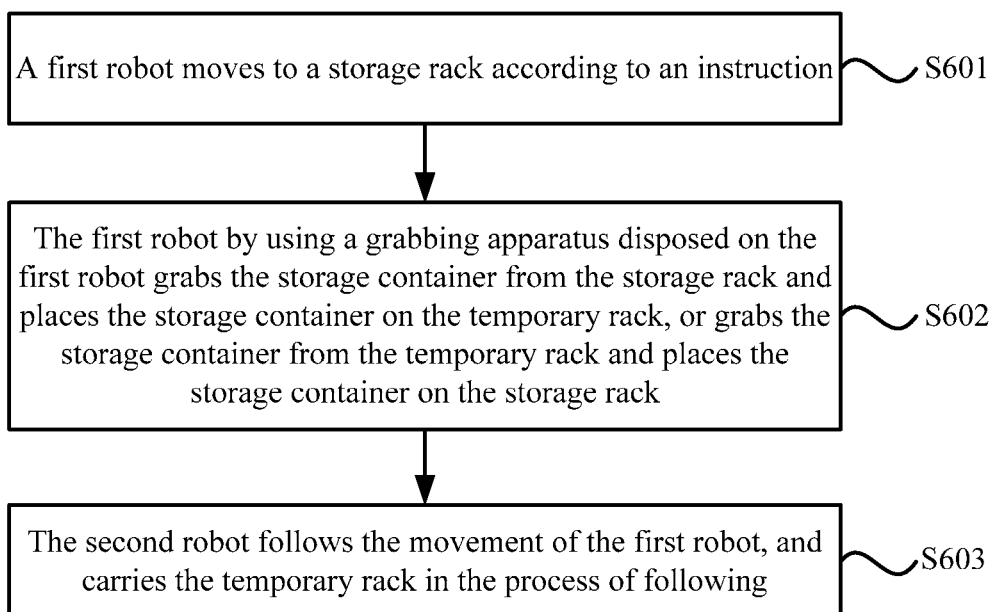 A first robot moves to a storage rack according to an instruction
S601
The first robot by using a grabbing apparatus disposed on the
first robot grabs the storage container from the storage rack and
places the storage container on the temporary rack, or grabs the
storage container from the temporary rack and places the
storage container on the storage rack
S602
The second robot follows the movement of the first robot, and
carries the temporary rack in the process of following
S603